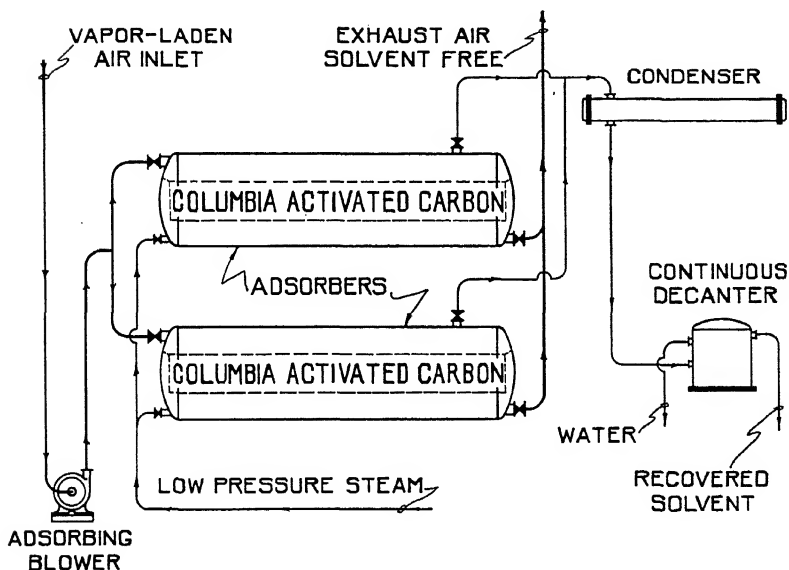 VAPOR-LADEN
AIR INLET
EXHAUST AIR
SOLVENT FREE
CONDENSER
COLUMBIA ACTIVATED CARBON
ADSORBERS
CONTINUOUS
DECANTER
COLUMBIA ACTIVATED CARBON
WATER
LOW PRESSURE STEAM
RECOVERED
SOLVENT
ADSORBING
BLOWER